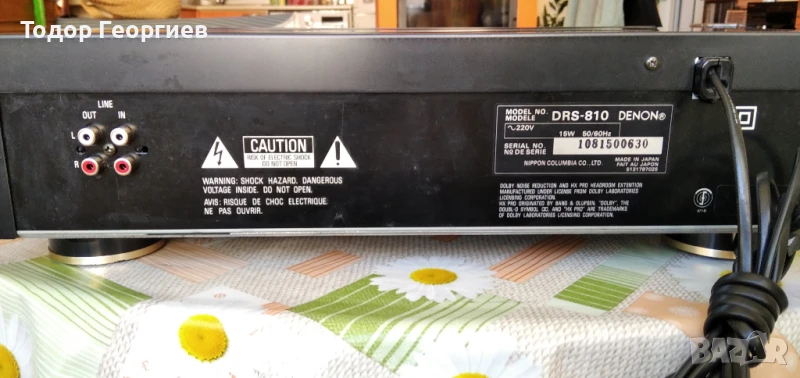 Тодор Георгиев
LINE
OUT IN
L
R
CAUTION
RISK OF ELECTRIC SHOCK
DO NOT OPEN
WARNING: SHOCK HAZARD. DANGEROUS
VOLTAGE INSIDE. DO NOT OPEN.
AVIS: RISQUE DE CHOC ELECTRIQUE.
NE PAS OUVRIR.
MODEL NO.
MODELE
DRS-810 DENON®
~220V
15W 50/60Hz
SERIAL NO.
No DE SERIE
1081500630
NIPPON COLUMBIA CO., LTD.
MADE IN JAPAN
FAIT AU JAPON
DOLBY NOISE REDUCTION AND HX PRO HEADROOM EXTENTION
MANUFACTURED UNDER LICENSE FROM DOLBY LABORATORIES
LICENSING CORPORATION.
HX PRO ORIGINATED BY BANG & OLUFSEN "DOLBY", THE
DOUBLE-D SYMBOL AND "HX PRO" ARE TRADEMARKS
OF DOLBY LABORATORIES LICENSING CORPORATION.
BAZAR